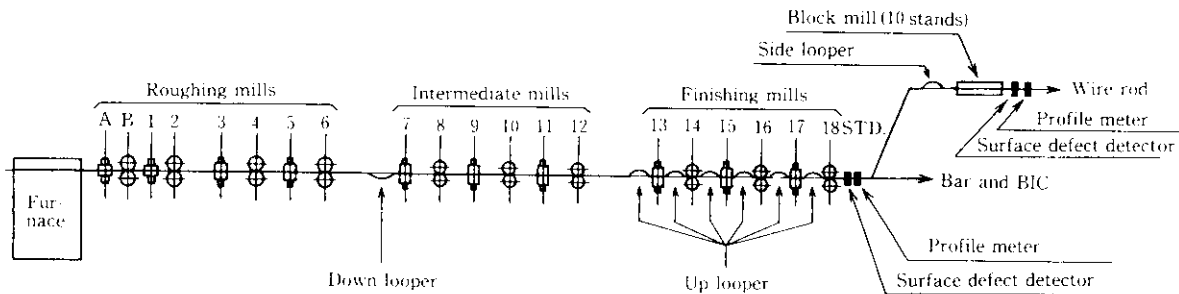 Block mill (10 stands)
Side looper
Roughing mills
Intermediate mills
Finishing mills
Wire rod
A B 1 2 3 4 5 6
7 8 9 10 11 12
13 14 15 16 17 18STD.
Profile meter
Surface defect detector
Fur-
nace
Bar and BIC
Down looper
Up looper
Profile meter
Surface defect detector